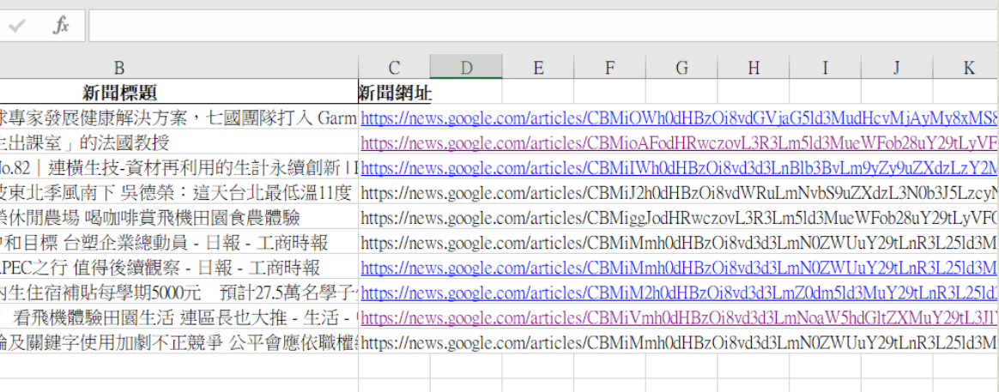 fx
B C D E F G H I J K
新聞標題 新聞網址
專家發展健康解決方案，七國團隊打入 Garm https://news.google.com/articles/CBMiOWh0dHBzOi8vdGVjaG5ld3MudHcvMjAyMy8xMS8
生出課室」的法國教授 https://news.google.com/articles/CBMioAFodHRwczovL3R3Lm5ld3MueWFob28uY29tLyVF
No.82｜連橫生技-資材再利用的生計永續創新 | https://news.google.com/articles/CBMiIWh0dHBzOi8vd3d3LnBlb3BvLm9yZy9uZXdzLzY2M
東北季風南下 吳德榮：這天台北最低溫11度 https://news.google.com/articles/CBMiJ2h0dHBzOi8vdWRuLmNvbS9uZXdzL3N0b3J5Lzcy
休閒農場 喝咖啡賞飛機田園食農體驗 https://news.google.com/articles/CBMiggJodHRwczovL3R3Lm5ld3MueWFob28uY29tLyVF
和目標 台塑企業總動員 - 日報 - 工商時報 https://news.google.com/articles/CBMiMmh0dHBzOi8vd3d3LmN0ZWUuY29tLnR3L25ld3M
APEC之行 值得後續觀察 - 日報 - 工商時報 https://news.google.com/articles/CBMiMmh0dHBzOi8vd3d3LmN0ZWUuY29tLnR3L25ld3M
內生住宿補貼每學期5000元 預計27.5萬名學子 https://news.google.com/articles/CBMiM2h0dHBzOi8vd3d3LmZ0dm5ld3MuY29tLnR3L25ld
看飛機體驗田園生活 連區長也大推 - 生活 - https://news.google.com/articles/CBMiVmh0dHBzOi8vd3d3LmNoaW5hdGltZXMuY29tL3Jl
及關鍵字使用加劇不正競爭 公平會應依職權 https://news.google.com/articles/CBMiMmh0dHBzOi8vd3d3LmN0ZWUuY29tLnR3L25ld3M